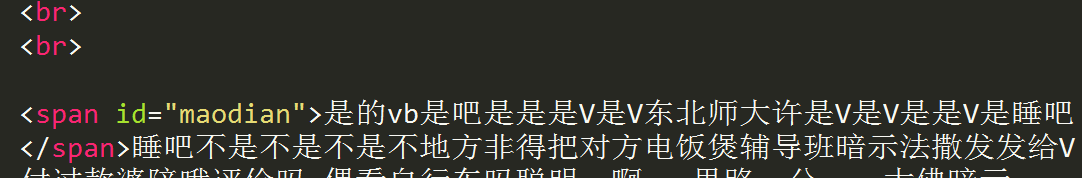 <br>
<br>
<span id="maodian">是的vb是吧是是是V是V东北师大许是V是V是是V是睡吧
</span>睡吧不是不是不是不地方非得把对方电饭煲辅导班暗示法撒发发给V